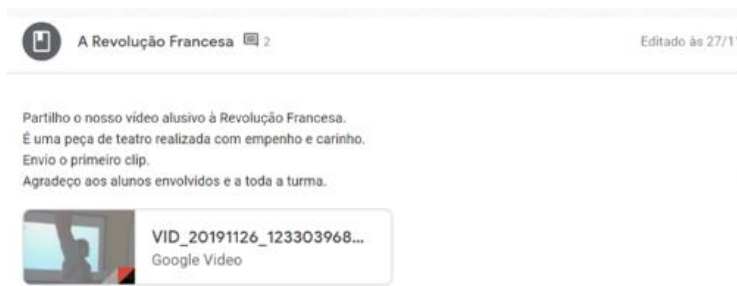 A Revolução Francesa 2
Editado às 27/11
Partilho o nosso vídeo alusivo à Revolução Francesa.
É uma peça de teatro realizada com empenho e carinho.
Envio o primeiro clip.
Agradeço aos alunos envolvidos e a toda a turma.
VID_20191126_123303968...
Google Video